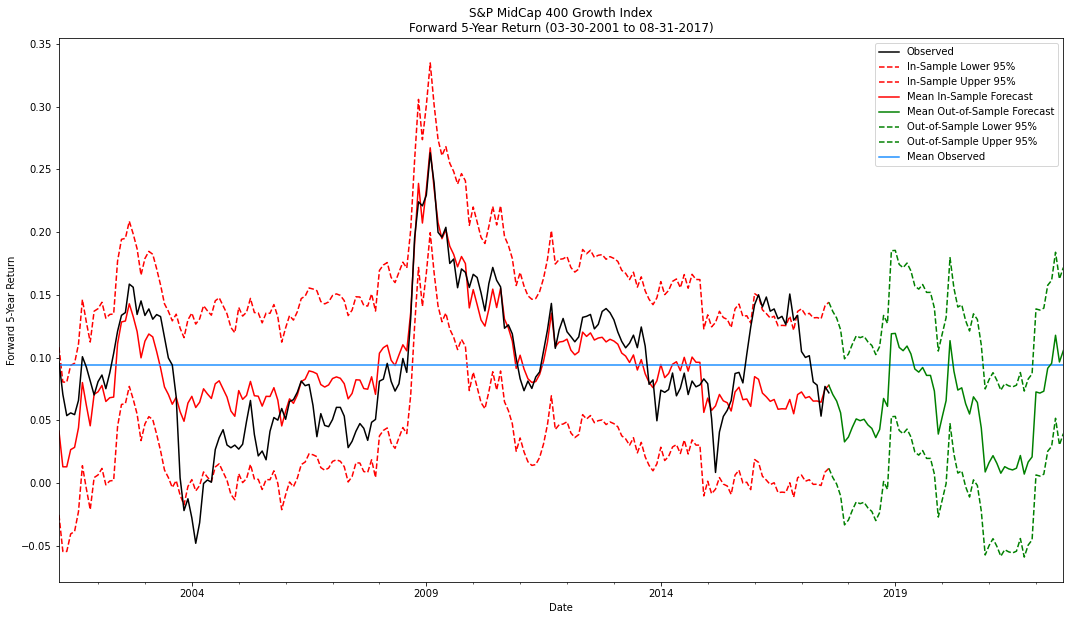 S&P MidCap 400 Growth Index
Forward 5-Year Return (03-30-2001 to 08-31-2017)
Forward 5-Year Return
0.35
0.30
0.25
0.20
0.15
0.10
0.05
0.00
−0.05
Observed
In-Sample Lower 95%
In-Sample Upper 95%
Mean In-Sample Forecast
Mean Out-of-Sample Forecast
Out-of-Sample Lower 95%
Out-of-Sample Upper 95%
Mean Observed
2004
2009
2014
2019
Date